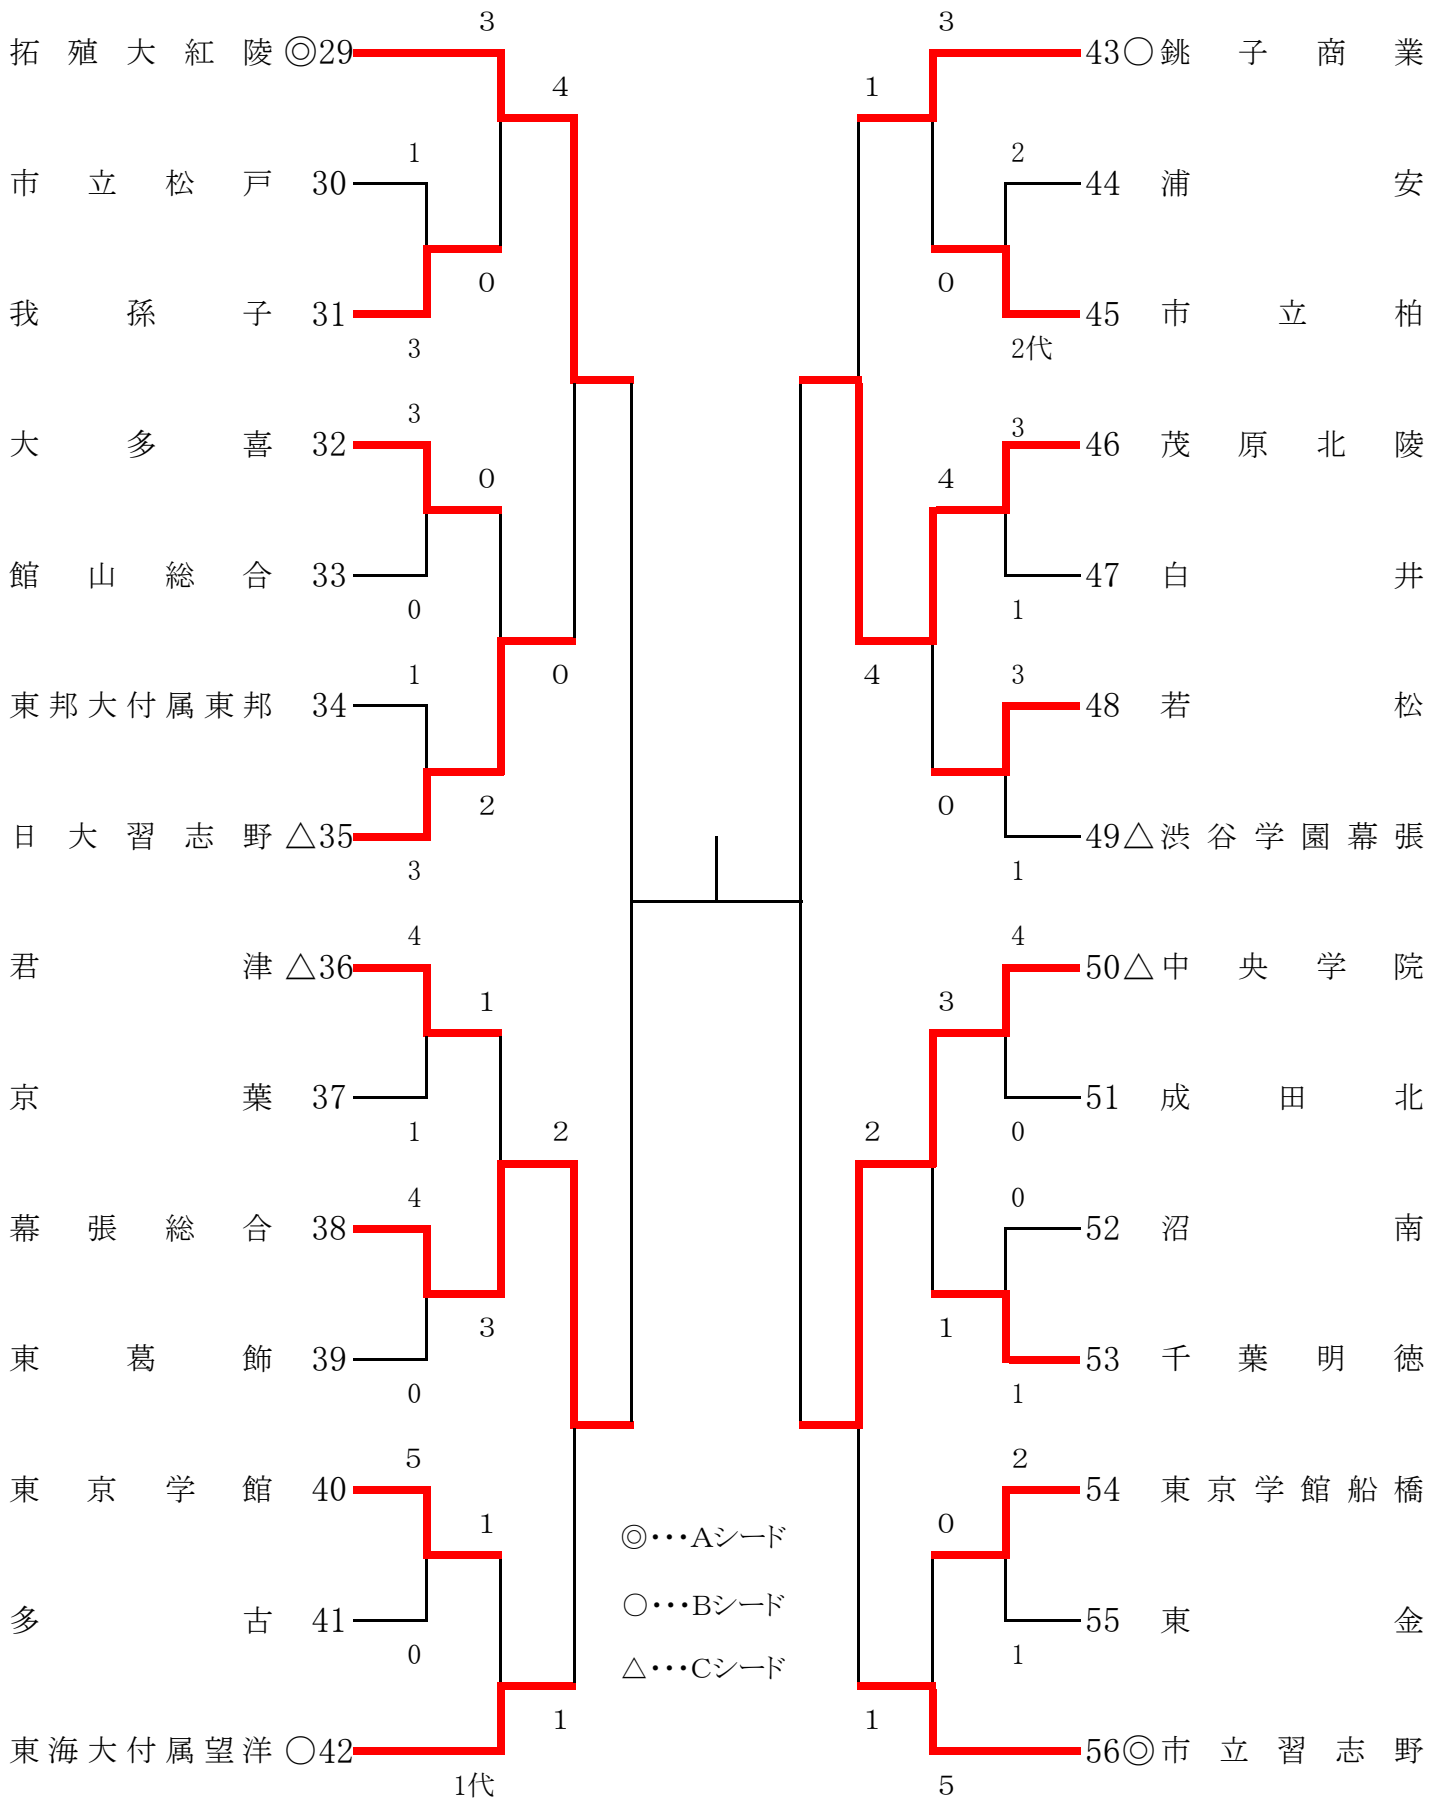 3
拓殖大紅陵 ◎29
4
1
市立松戸 30
0
我孫子 31
3
3
大多喜 32
0
館山総合 33
0
0
1
東邦大付属東邦 34
2
日大習志野 △35
3
4
君津 △36
1
京葉 37
1
2
4
幕張総合 38
3
東葛飾 39
0
5
東京学館 40
1
多古 41
0
1
東海大付属望洋 ○42
1代
◎・・・Aシード
○・・・Bシード
△・・・Cシード
3
43○銚子商業
1
2
44 浦安
0
45 市立柏
2代
3
46 茂原北陵
4
47 白井
1
4
3
48 若松
0
49△渋谷学園幕張
1
4
50△中央学院
3
51 成田北
0
2
0
52 沼南
1
53 千葉明徳
1
2
54 東京学館船橋
0
55 東金
1
1
56◎市立習志野
5